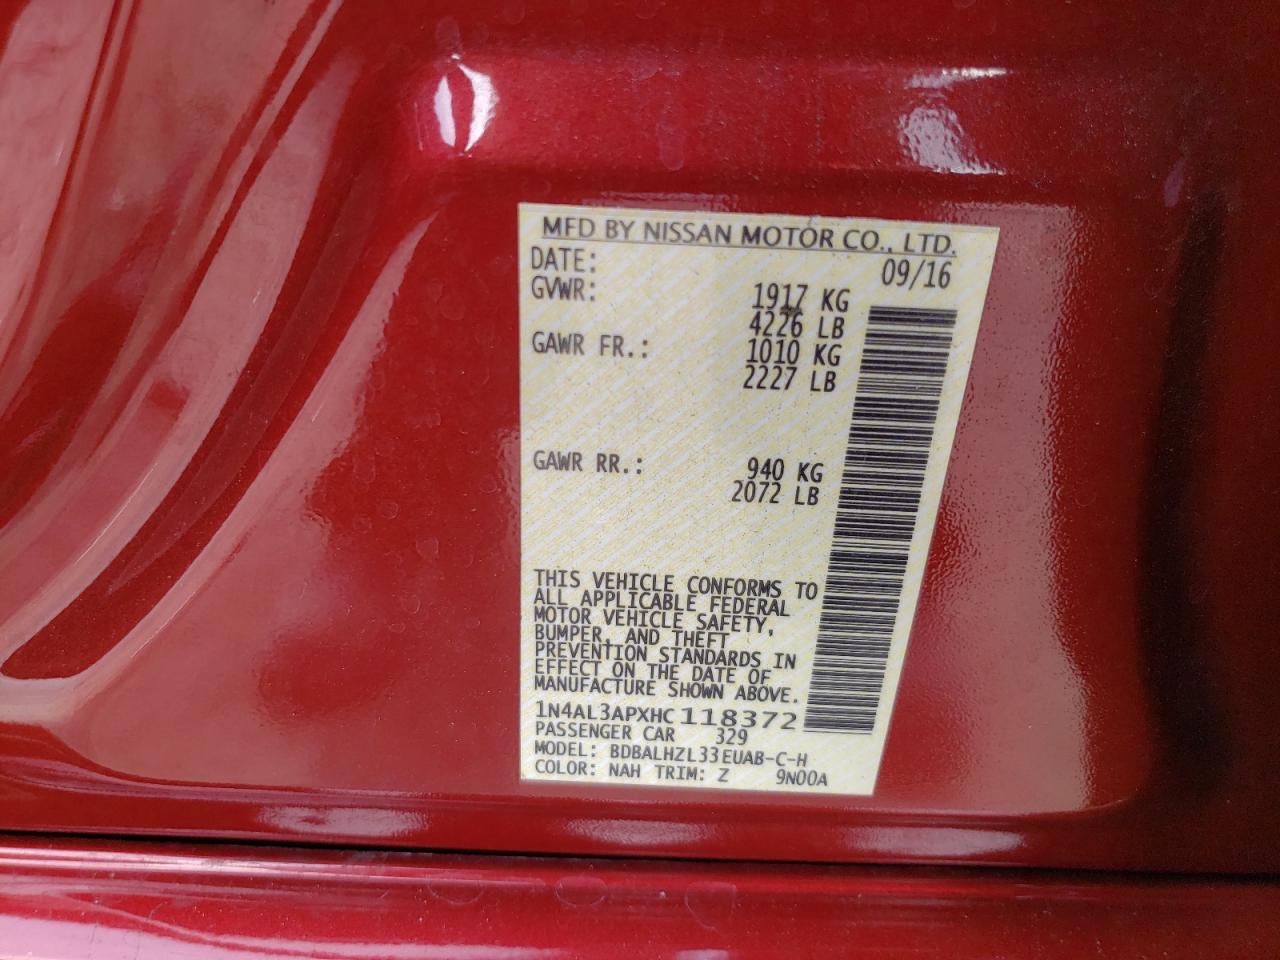 MFD BY NISSAN MOTOR CO., LTD.
DATE: 09/16
GVWR: 1917 KG
4226 LB
GAWR FR.: 1010 KG
2227 LB
GAWR RR.: 940 KG
2072 LB
THIS VEHICLE CONFORMS TO
ALL APPLICABLE FEDERAL
MOTOR VEHICLE SAFETY,
BUMPER, AND THEFT
PREVENTION STANDARDS IN
EFFECT ON THE DATE OF
MANUFACTURE SHOWN ABOVE.
1N4AL3APXHC118372
PASSENGER CAR 329
MODEL: BDBALHZL33EUAB-C-H
COLOR: NAH TRIM: Z 9N00A